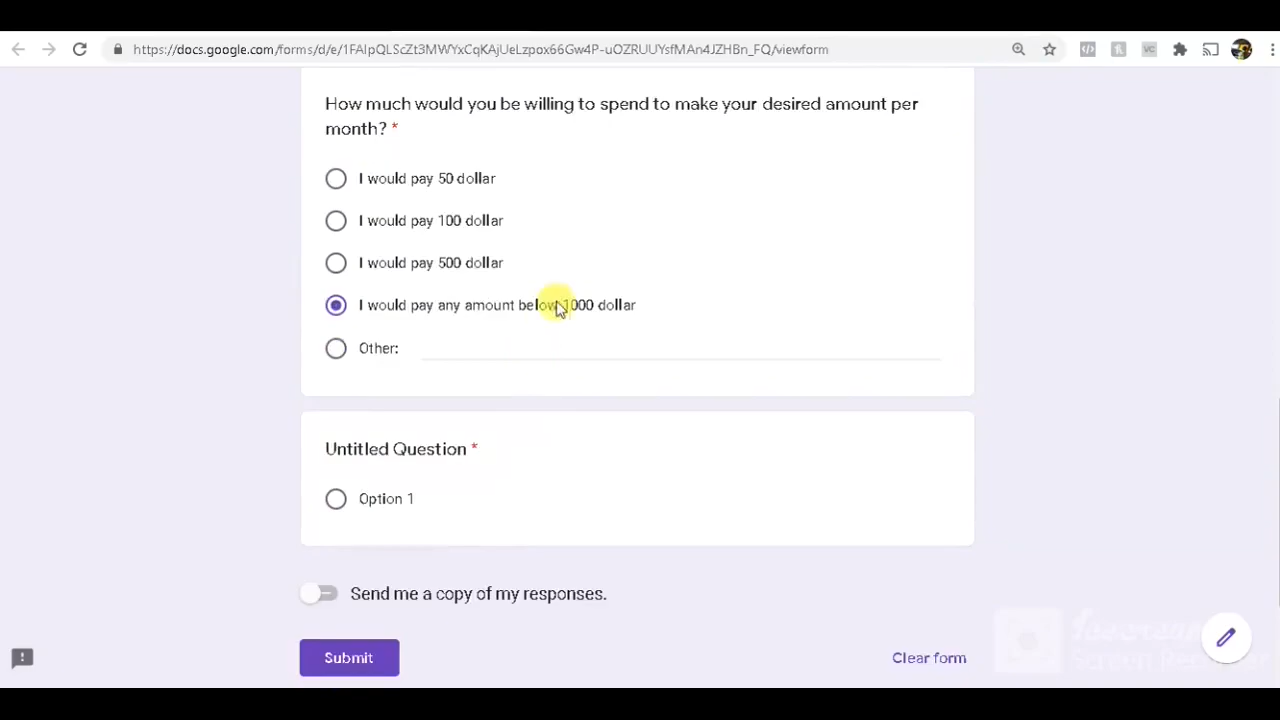 https://docs.google.com/forms/d/e/1FAIpQLScZt3MWYxCqKAjUeLzpox66Gw4P-uOZRUUYsfMAn4JZHBn_FQ/viewform
How much would you be willing to spend to make your desired amount per
month? *
I would pay 50 dollar
I would pay 100 dollar
I would pay 500 dollar
I would pay any amount below 1000 dollar
Other:
Untitled Question *
Option 1
Send me a copy of my responses.
Submit
Clear form
Screen Recorder